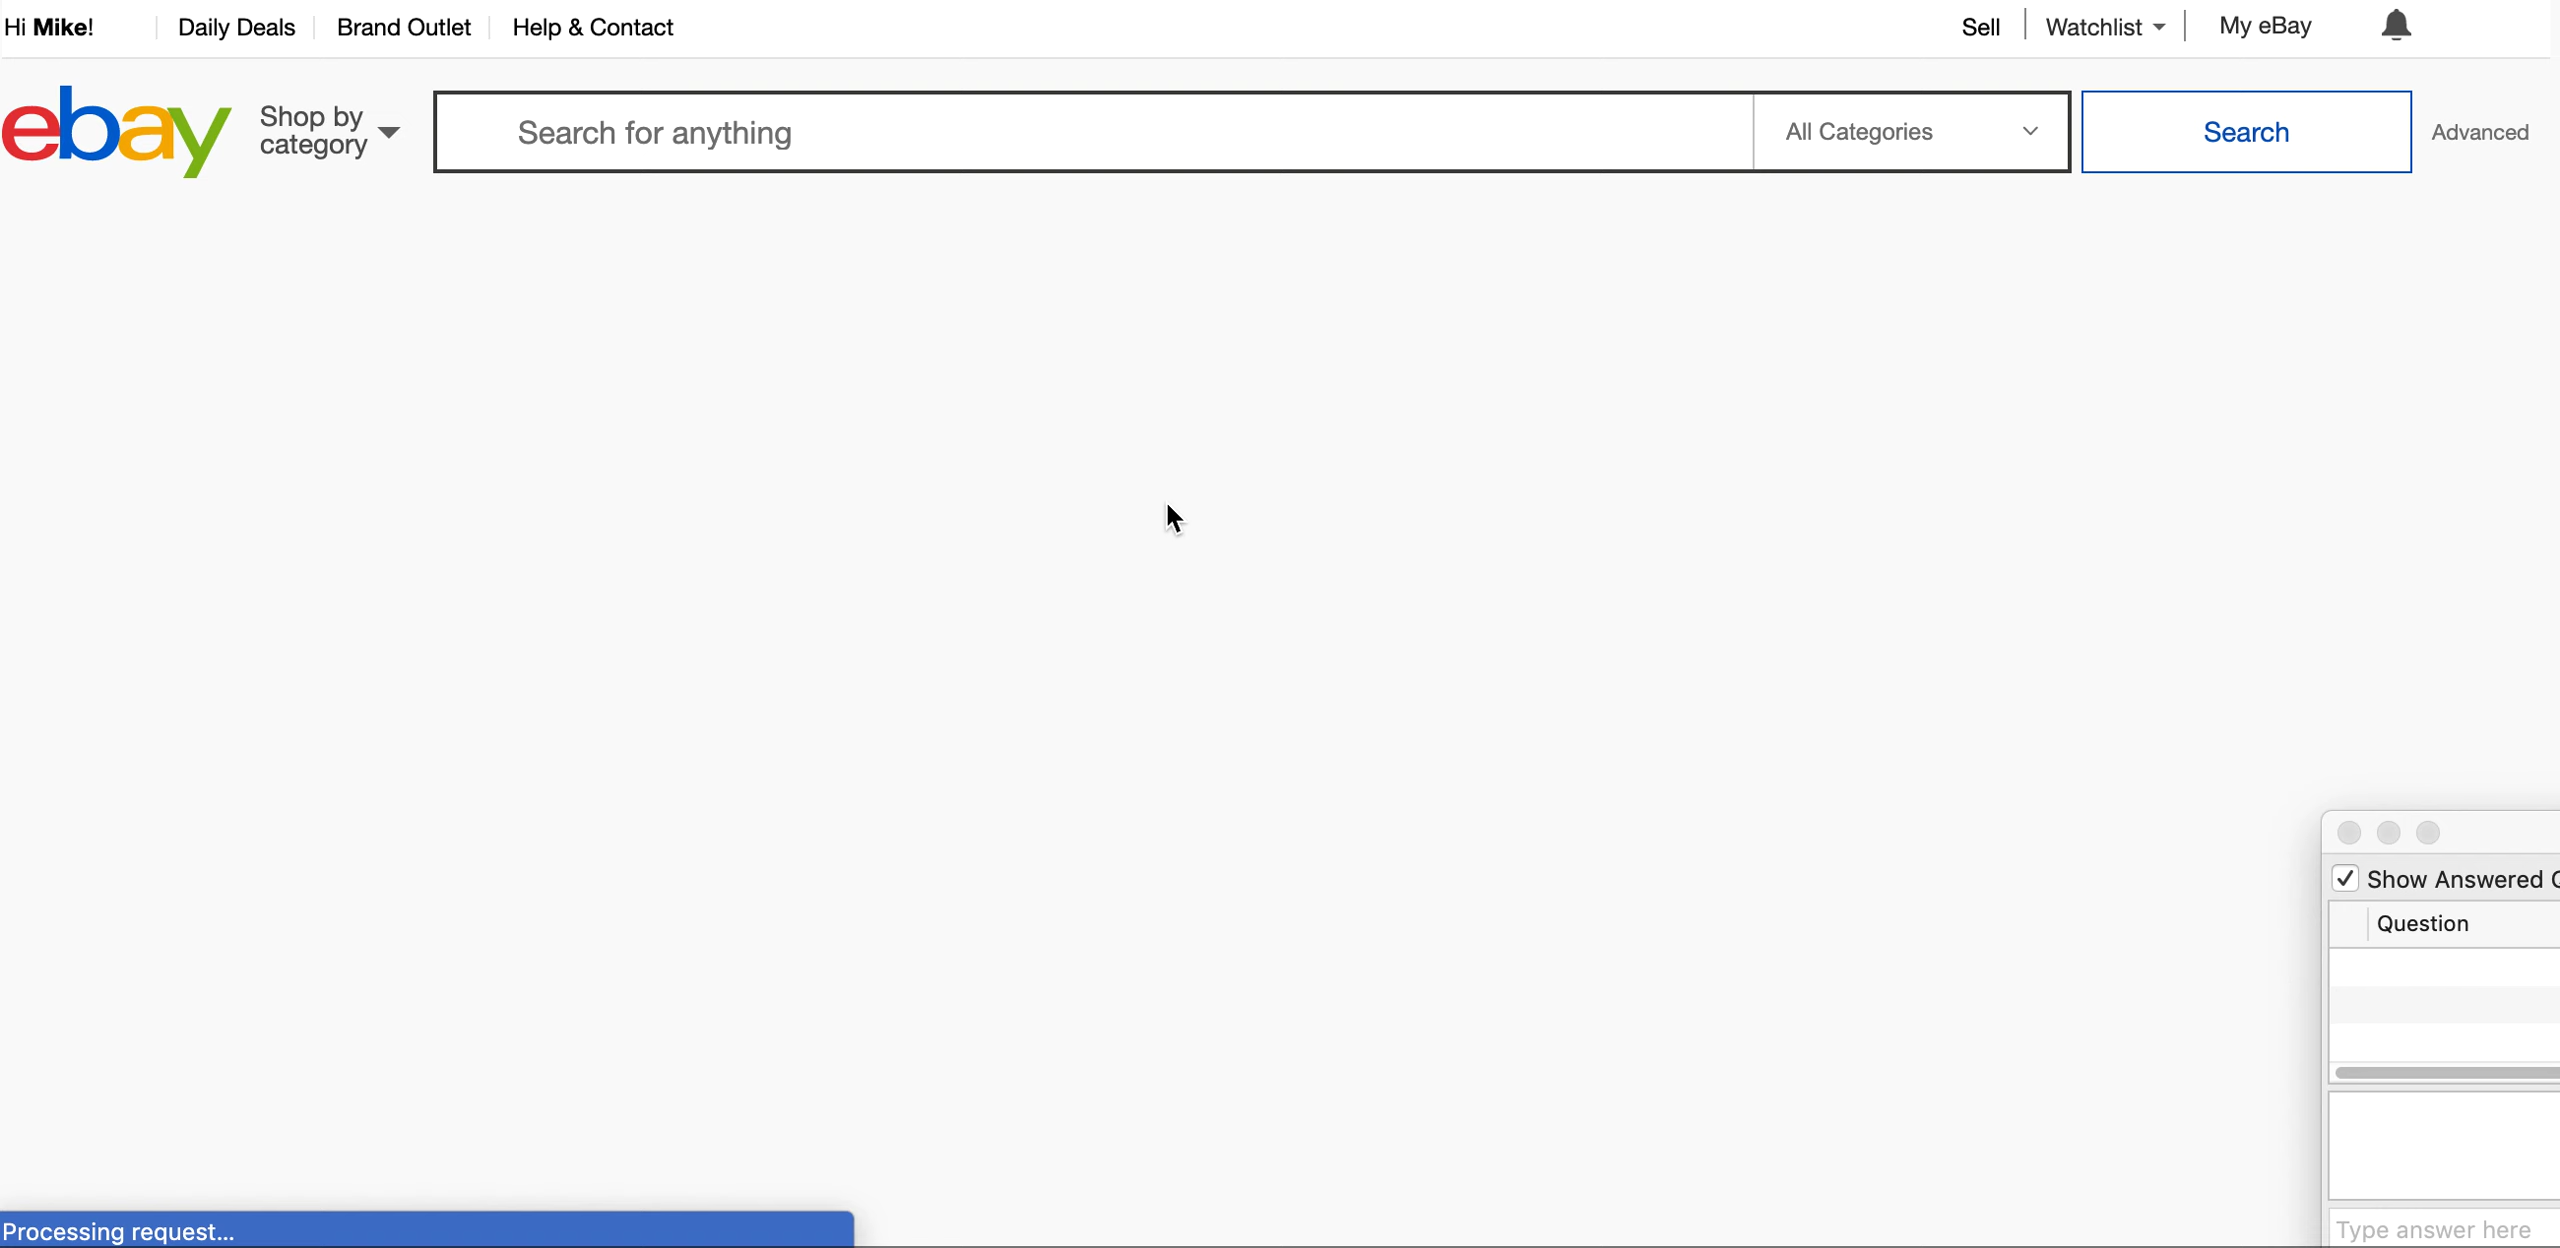 Hi Mike! Daily Deals Brand Outlet Help & Contact Sell Watchlist My eBay
ebay
Shop by
category
Search for anything
All Categories
Search
Advanced
Show Answered
Question
Type answer here
Processing request...